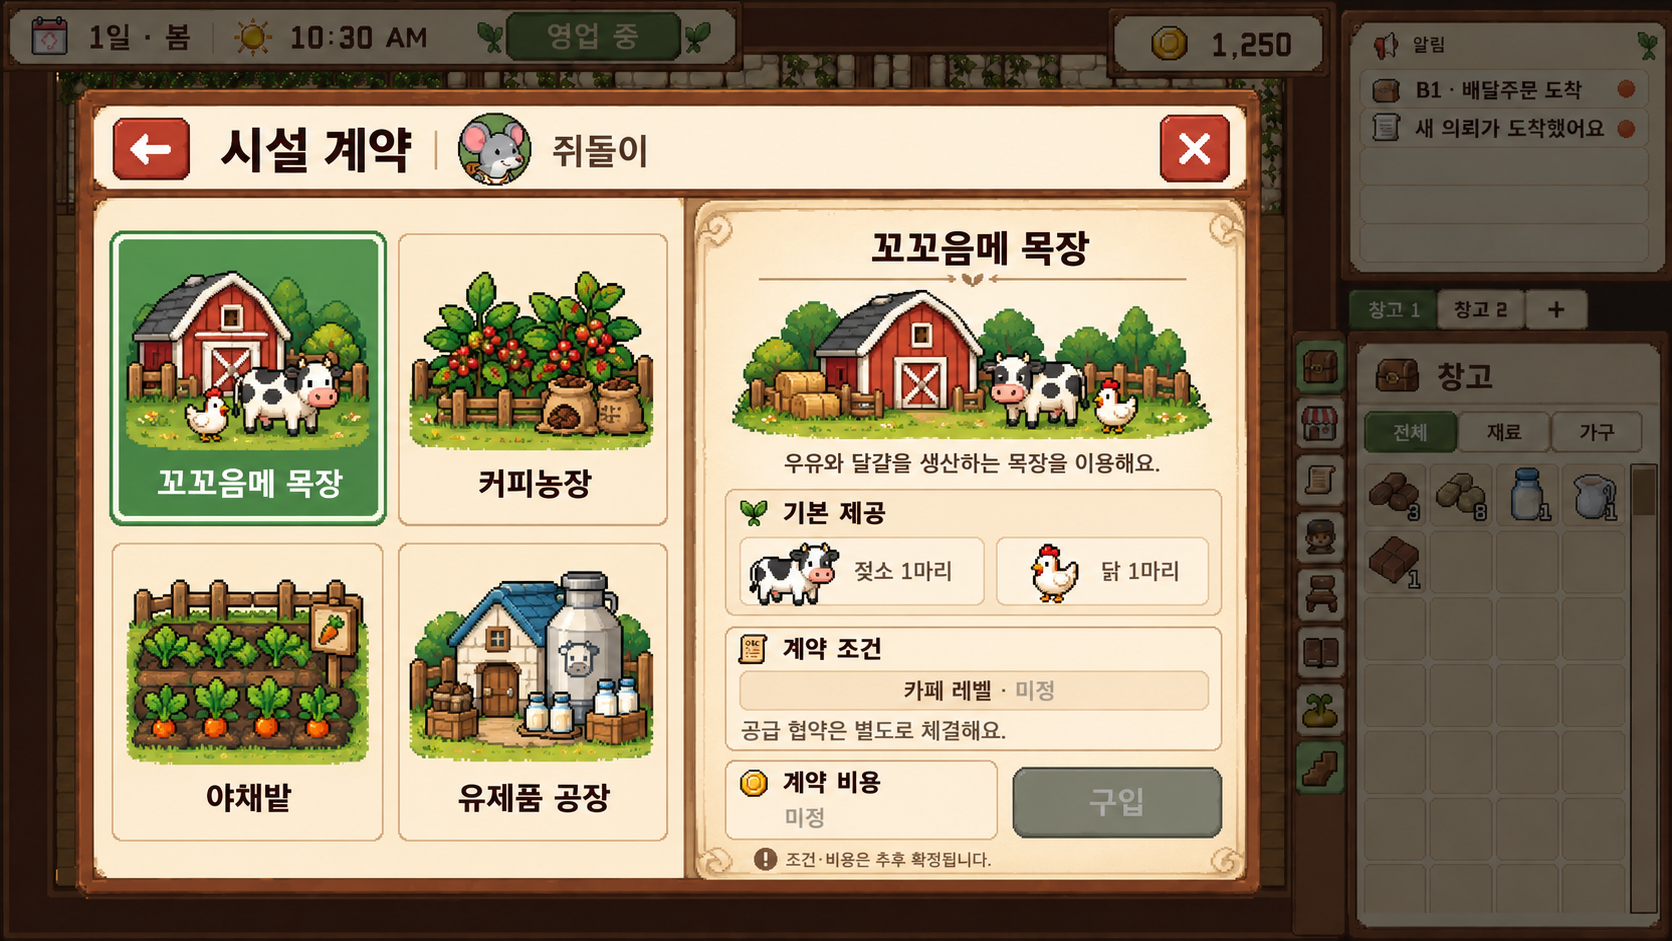 1일 · 봄
10:30 AM
영업 중
1,250
알림
B1 · 배달주문 도착
새 의뢰가 도착했어요
시설 계약
쥐돌이
꼬꼬음메 목장
커피농장
야채밭
유제품 공장
꼬꼬음메 목장
우유와 달걀을 생산하는 목장을 이용해요.
기본 제공
젖소 1마리
닭 1마리
계약 조건
카페 레벨 · 미정
공급 협약은 별도로 체결해요.
계약 비용
미정
구입
조건·비용은 추후 확정됩니다.
창고 1
창고 2
+
창고
전체
재료
가구
3
8
1
1
1